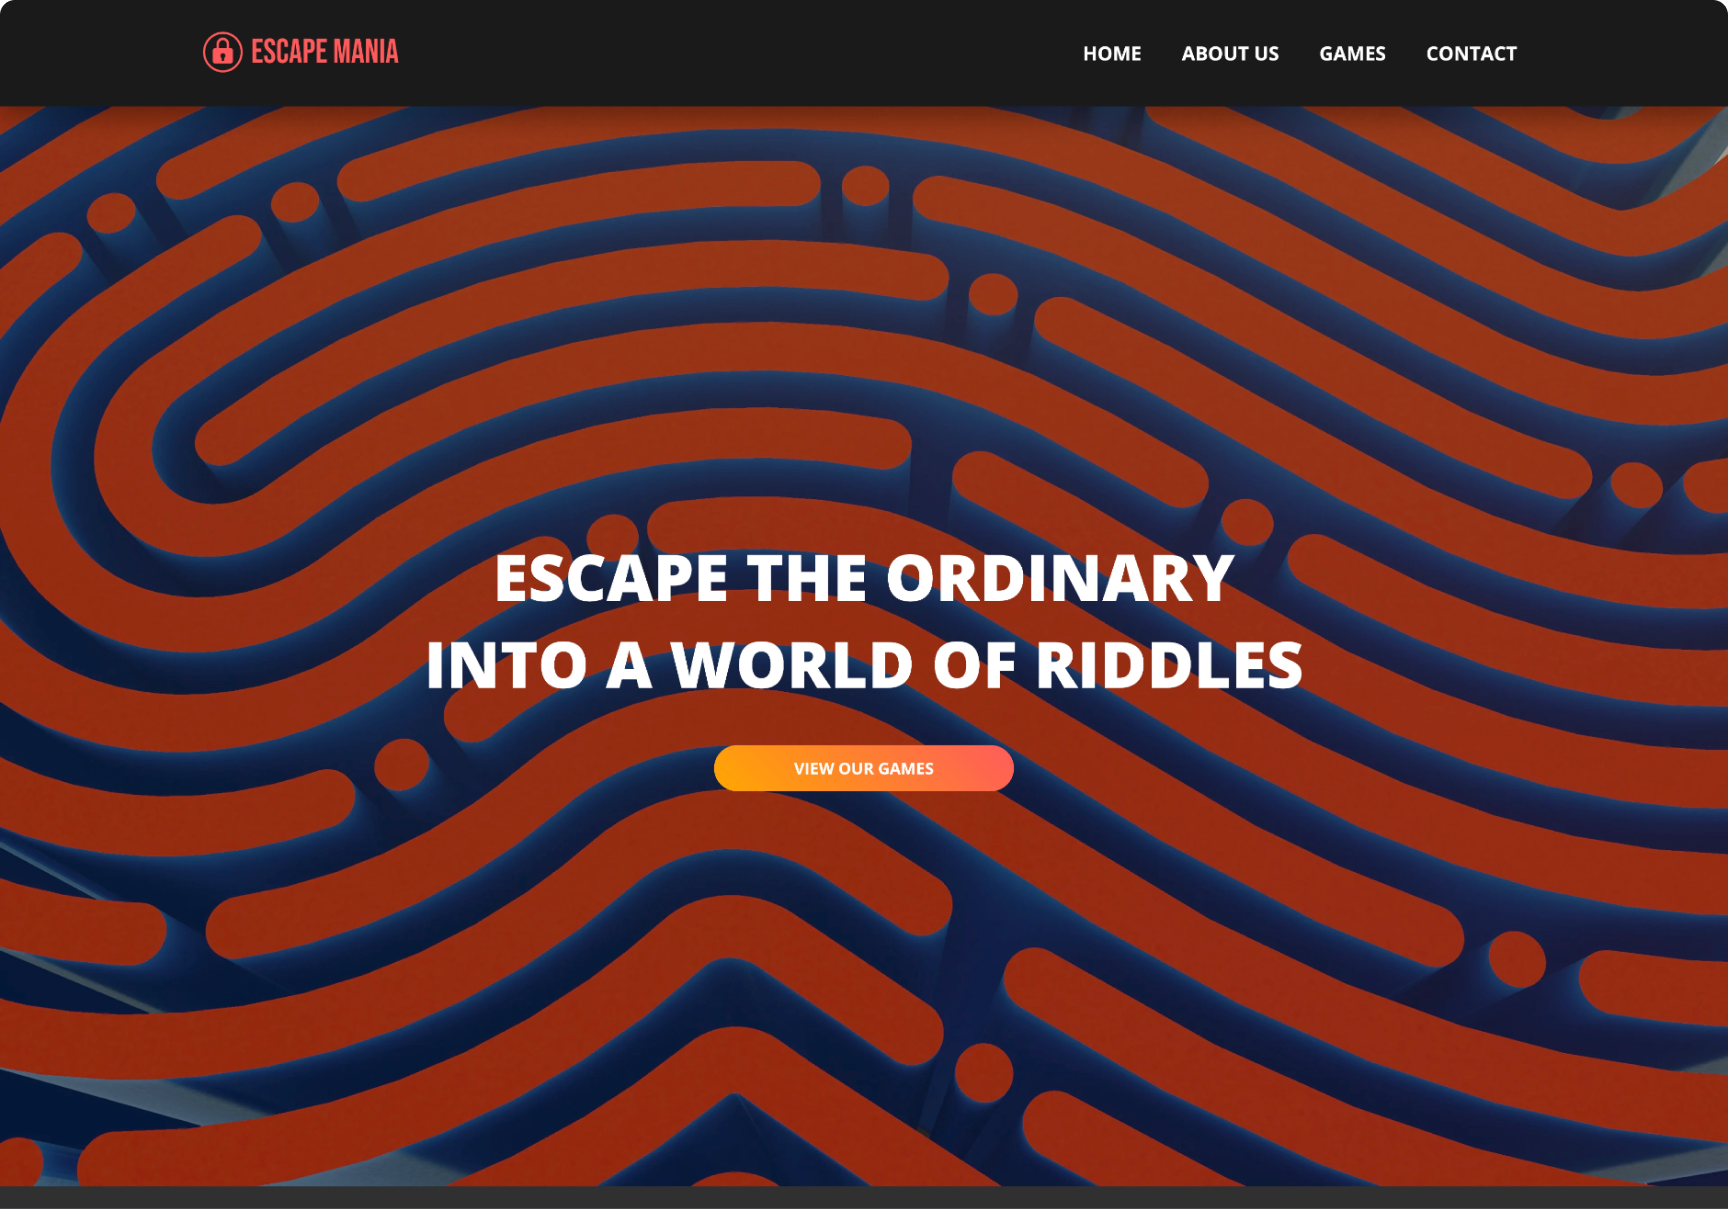 ESCAPE MANIA
HOME ABOUT US GAMES CONTACT
ESCAPE THE ORDINARY
INTO A WORLD OF RIDDLES
VIEW OUR GAMES